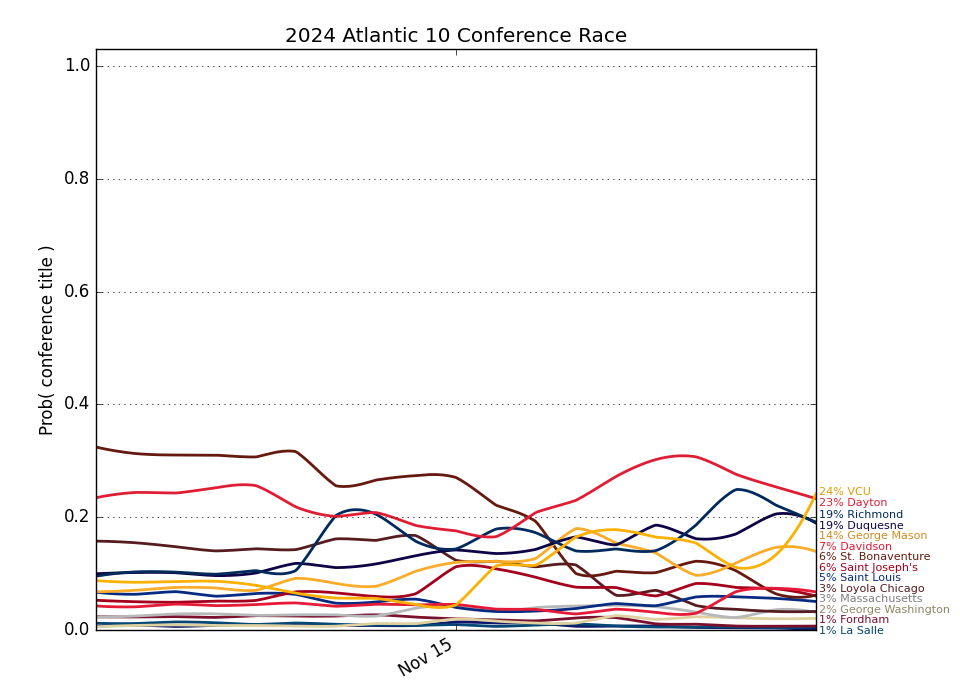 2024 Atlantic 10 Conference Race
Prob( conference title )
1.0
0.8
0.6
0.4
0.2
0.0
Nov 15
24% VCU
23% Dayton
19% Richmond
19% Duquesne
14% George Mason
7% Davidson
6% St. Bonaventure
6% Saint Joseph's
5% Saint Louis
3% Loyola Chicago
3% Massachusetts
2% George Washington
1% Fordham
1% La Salle